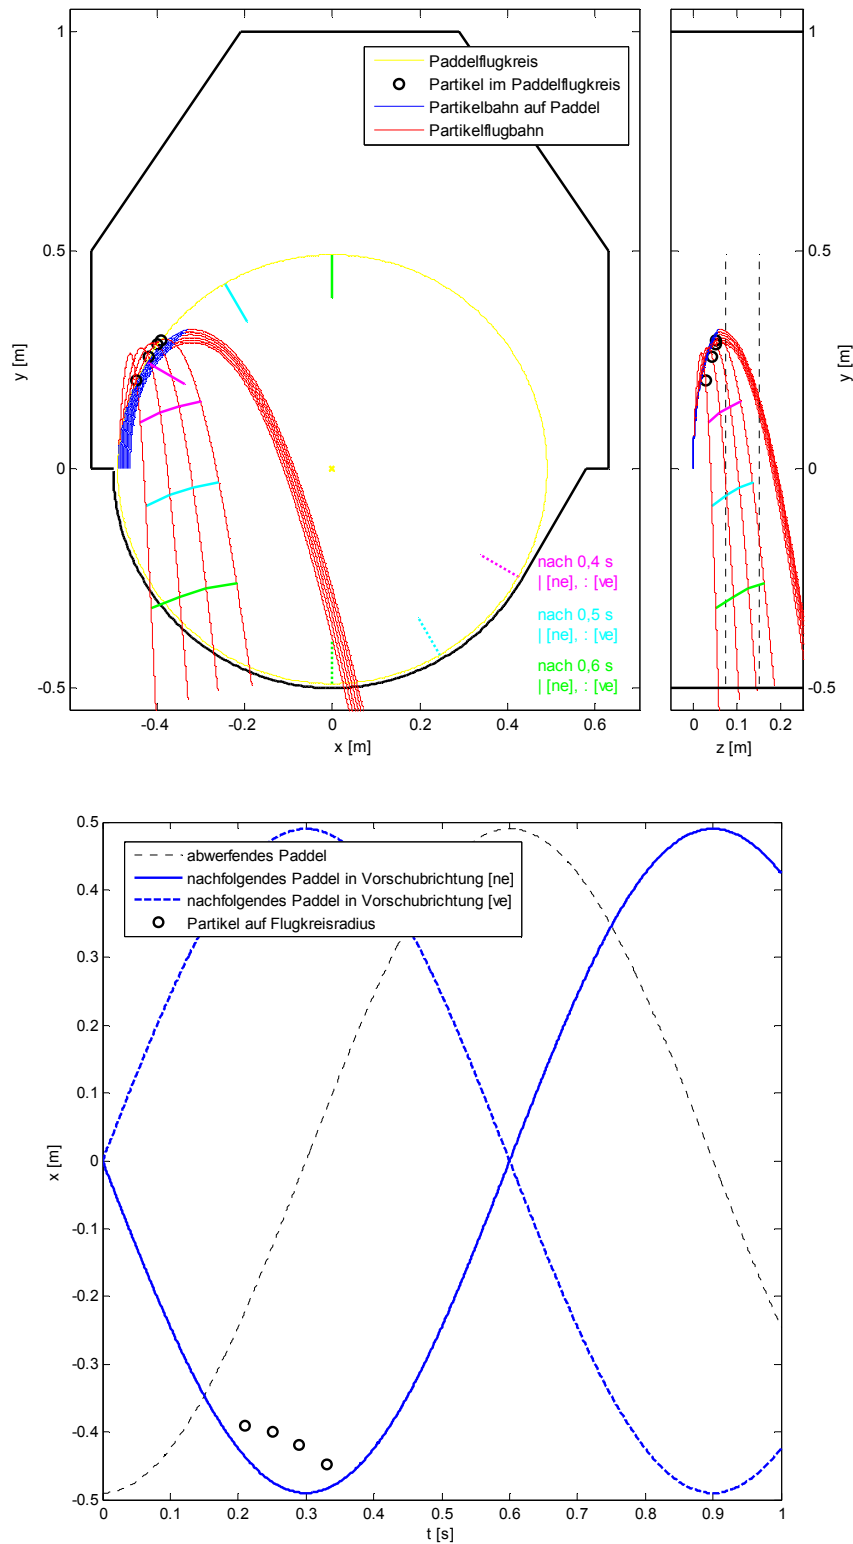 1
0.5
0
-0.5
y [m]
-0.4
-0.2
0
0.2
0.4
0.6
x [m]
Paddelflugkreis
Partikel im Paddelflugkreis
Partikelbahn auf Paddel
Partikelflugbahn
nach 0,4 s
| [ne], : [ve]
nach 0,5 s
| [ne], : [ve]
nach 0,6 s
| [ne], : [ve]
1
0.5
0
-0.5
y [m]
0
0.1
0.2
z [m]
0.5
0.4
0.3
0.2
0.1
0
-0.1
-0.2
-0.3
-0.4
-0.5
x [m]
abwerfendes Paddel
nachfolgendes Paddel in Vorschubrichtung [ne]
nachfolgendes Paddel in Vorschubrichtung [ve]
Partikel auf Flugkreisradius
0
0.1
0.2
0.3
0.4
0.5
0.6
0.7
0.8
0.9
1
t [s]